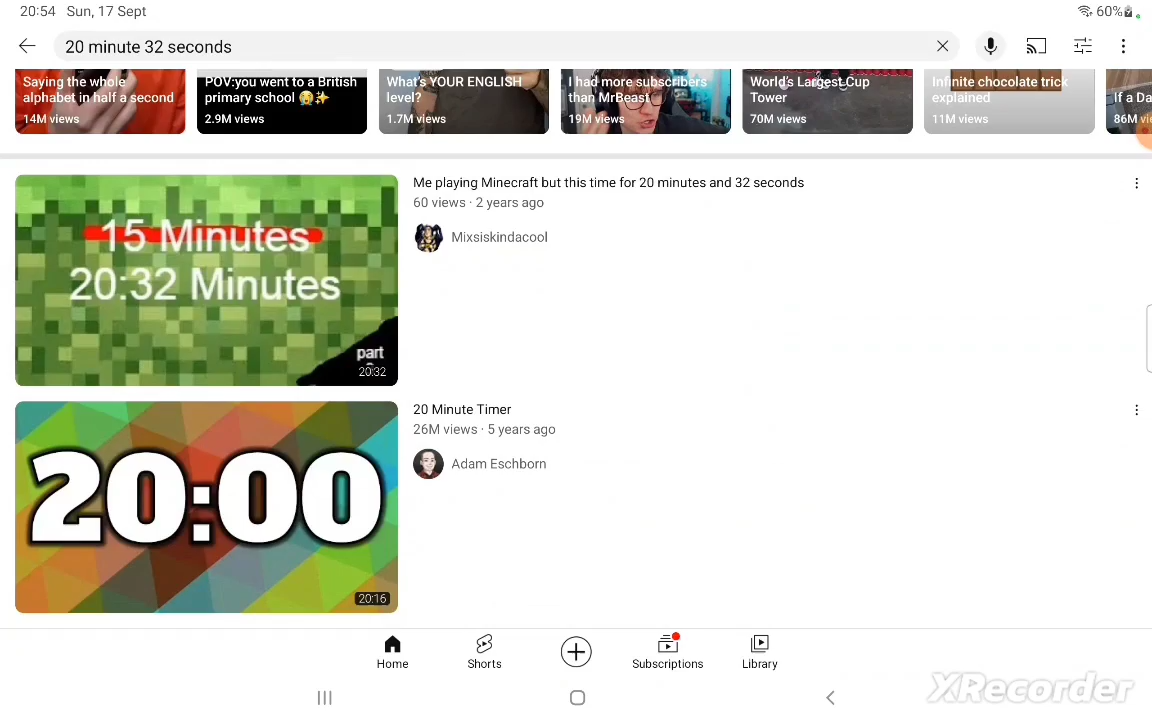 20:54 Sun, 17 Sept
60%
20 minute 32 seconds
Saying the whole
alphabet in half a second
14M views
POV:you went to a British
primary school 😭✨
2.9M views
What's YOUR ENGLISH
level?
1.7M views
I had more subscribers
than MrBeast
19M views
World's Largest Cup
Tower
70M views
Infinite chocolate trick
explained
11M views
If a Da
86M vi
15 Minutes
20:32 Minutes
part
20:32
Me playing Minecraft but this time for 20 minutes and 32 seconds
60 views · 2 years ago
Mixsiskindacool
20:00
20:16
20 Minute Timer
26M views · 5 years ago
Adam Eschborn
Home
Shorts
Subscriptions
Library
XRecorder